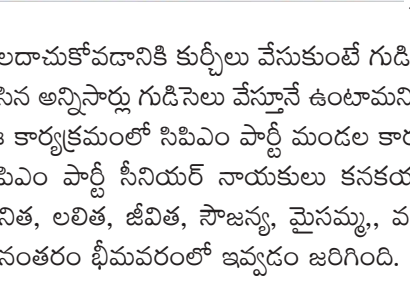 లదాచుకోవడానికి కుర్చీలు వేసుకుంటే గుడి
సిన అన్నిసార్లు గుడిసెలు వేస్తూనే ఉంటామని
కార్యక్రమంలో సిపిఎం పార్టీ మండల కార
పిఎం పార్టీ సీనియర్ నాయకులు కనకయ
నిత, లలిత, జీవిత, సౌజన్య, మైసమ్మ,, వ
నంతరం భీమవరంలో ఇవ్వడం జరిగింది.